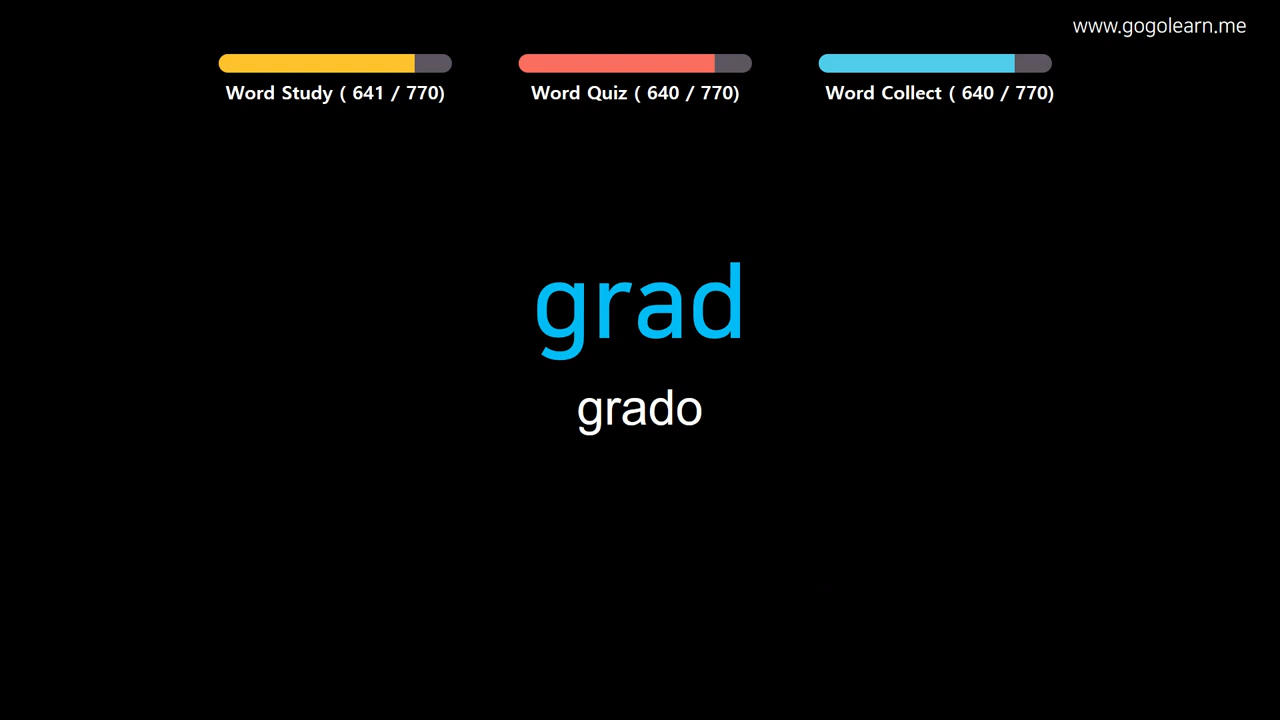 www.gogolearn.me
Word Study ( 641 / 770)
Word Quiz ( 640 / 770)
Word Collect ( 640 / 770)
grad
grado